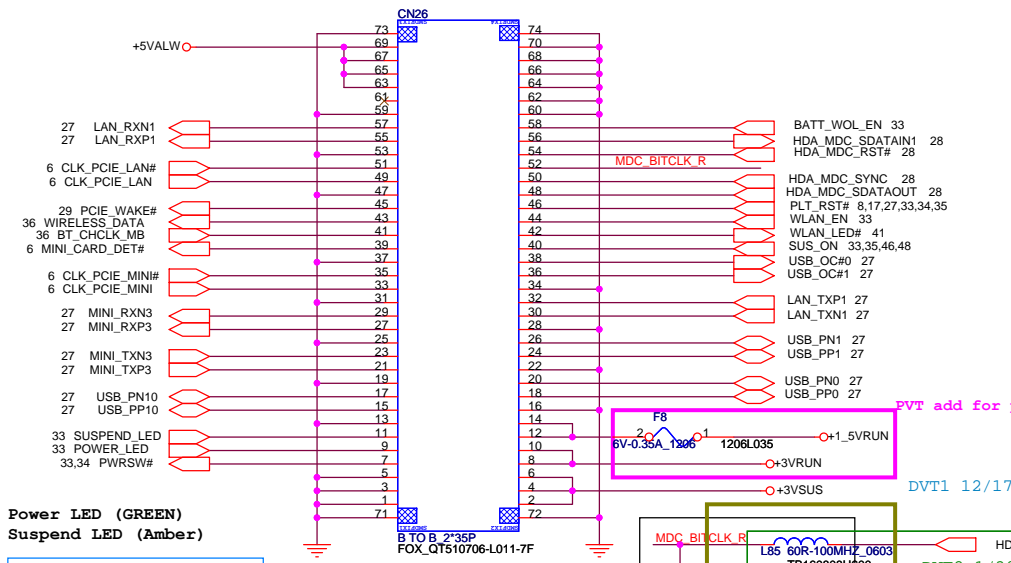 CN26
+5VALW
73 74
69 70
67 68
65 66
63 64
61 62
59 60
27 LAN_RXN1 57 58 BATT_WOL_EN 33
27 LAN_RXP1 55 56 HDA_MDC_SDATAIN1 28
53 54 HDA_MDC_RST# 28
6 CLK_PCIE_LAN# 51 52 MDC_BITCLK_R
6 CLK_PCIE_LAN 49 50 HDA_MDC_SYNC 28
47 48 HDA_MDC_SDATAOUT 28
29 PCIE_WAKE# 45 46 PLT_RST# 8,17,27,33,34,35
36 WIRELESS_DATA 43 44 WLAN_EN 33
36 BT_CHCLK_MB 41 42 WLAN_LED# 41
6 MINI_CARD_DET# 39 40 SUS_ON 33,35,46,48
37 38 USB_OC#0 27
6 CLK_PCIE_MINI# 35 36 USB_OC#1 27
6 CLK_PCIE_MINI 33 34
31 32 LAN_TXP1 27
27 MINI_RXN3 29 30 LAN_TXN1 27
27 MINI_RXP3 27 28
25 26 USB_PN1 27
27 MINI_TXN3 23 24 USB_PP1 27
27 MINI_TXP3 21 22
19 20 USB_PN0 27
27 USB_PN10 17 18 USB_PP0 27
27 USB_PP10 15 16
13 14
33 SUSPEND_LED 11 12
33 POWER_LED 9 10
33,34 PWRSW# 7 8
5 6
3 4
1 2
71 72
PVT add for
F8
2 1
6V-0.35A_1206 1206L035
+1_5VRUN
+3VRUN
+3VSUS
DVT1 12/17
B TO B_2*35P
FOX_QT510706-L011-7F
Power LED (GREEN)
Suspend LED (Amber)
MDC_BITCLK_R
L85 60R-100MHZ_0603
HD